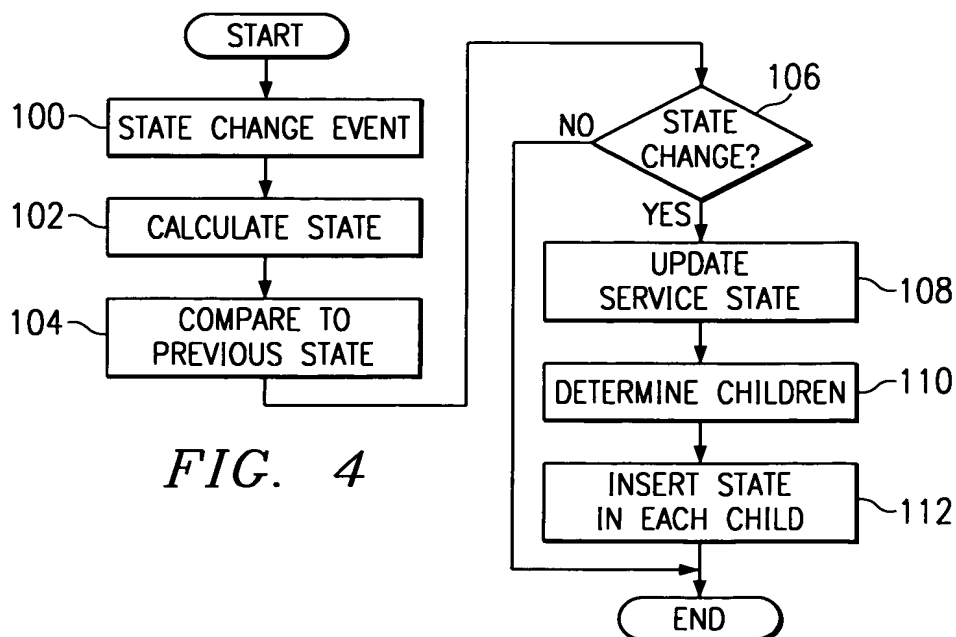 START
100
STATE CHANGE EVENT
102
CALCULATE STATE
104
COMPARE TO
PREVIOUS STATE
106
STATE
CHANGE?
NO
YES
UPDATE
SERVICE STATE
108
DETERMINE CHILDREN
110
INSERT STATE
IN EACH CHILD
112
END
FIG. 4